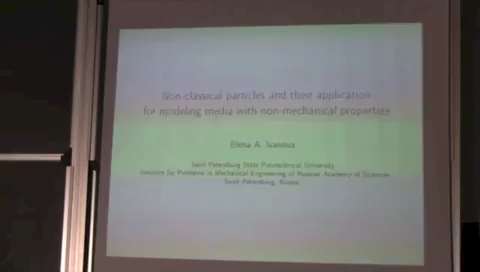 Non-classical particles and their application
for modeling media with non-mechanical properties
Elena A. Ivanova
Saint-Petersburg State Polytechnical University
Institute for Problems in Mechanical Engineering of Russian Academy of Sciences
Saint-Petersburg, Russia